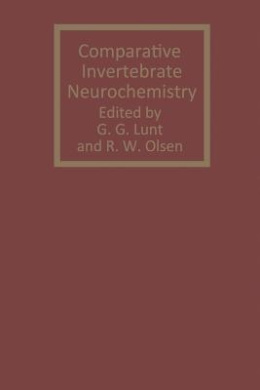 Comparative
Invertebrate
Neurochemistry
Edited by
G. G. Lunt
and R. W. Olsen